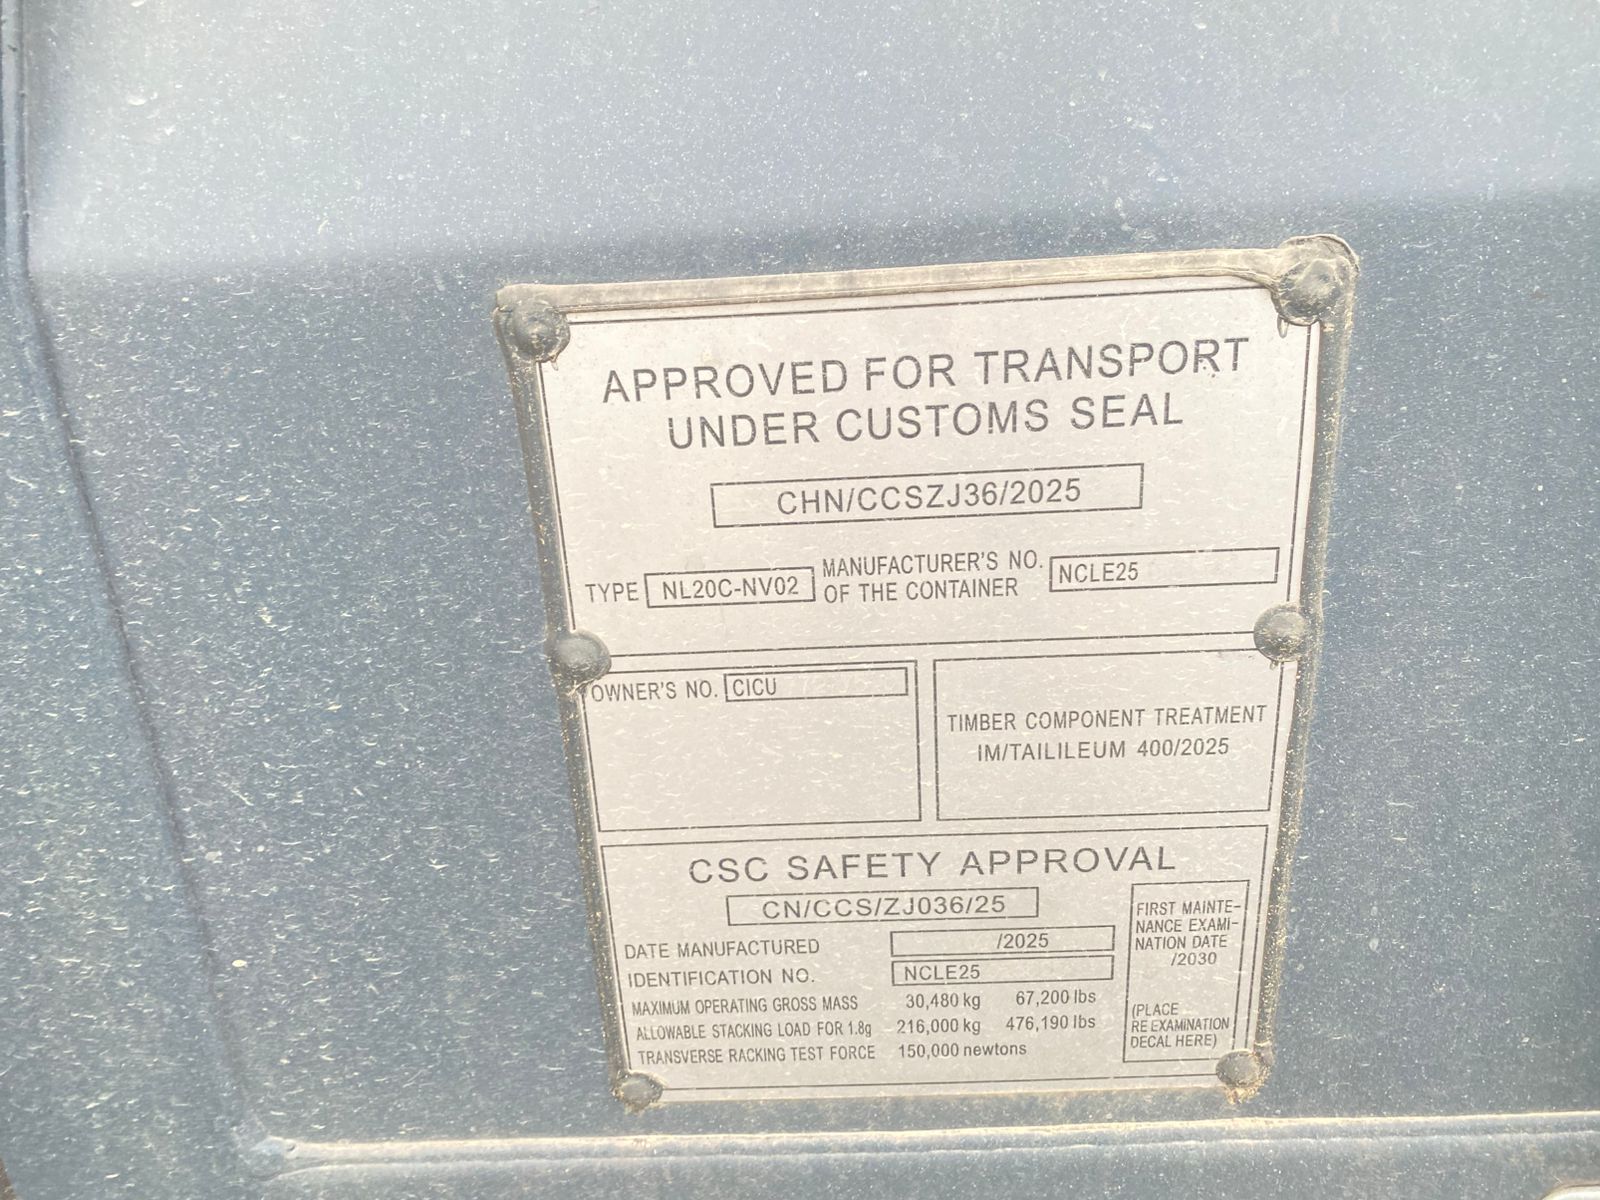 APPROVED FOR TRANSPORT
UNDER CUSTOMS SEAL
CHN/CCSZJ36/2025
TYPE NL20C-NV02
MANUFACTURER'S NO.
OF THE CONTAINER
NCLE25
OWNER'S NO. CICU
TIMBER COMPONENT TREATMENT
IM/TAILILEUM 400/2025
CSC SAFETY APPROVAL
CN/CCS/ZJ036/25
DATE MANUFACTURED /2025
IDENTIFICATION NO. NCLE25
MAXIMUM OPERATING GROSS MASS 30,480 kg 67,200 lbs
ALLOWABLE STACKING LOAD FOR 1.8g 216,000 kg 476,190 lbs
TRANSVERSE RACKING TEST FORCE 150,000 newtons
FIRST MAINTE-
NANCE EXAMI-
NATION DATE
/2030
(PLACE
RE EXAMINATION
DECAL HERE)